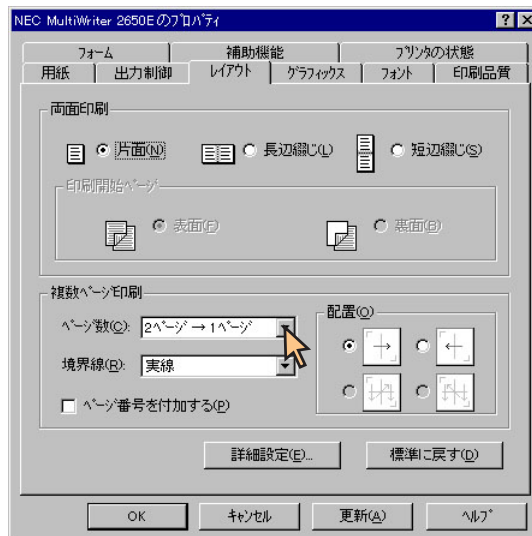 NEC MultiWriter 2650Eのプロパティ
フォーム 補助機能 プリンタの状態
用紙 出力制御 レイアウト グラフィックス フォント 印刷品質
両面印刷
片面(N) 長辺綴じ(L) 短辺綴じ(S)
印刷開始ページ
表面(F) 裏面(B)
複数ページ印刷
ページ数(C): 2ページ → 1ページ
配置(O)
境界線(R): 実線
ページ番号を付加する(P)
詳細設定(E)... 標準に戻す(D)
OK キャンセル 更新(A) ヘルプ